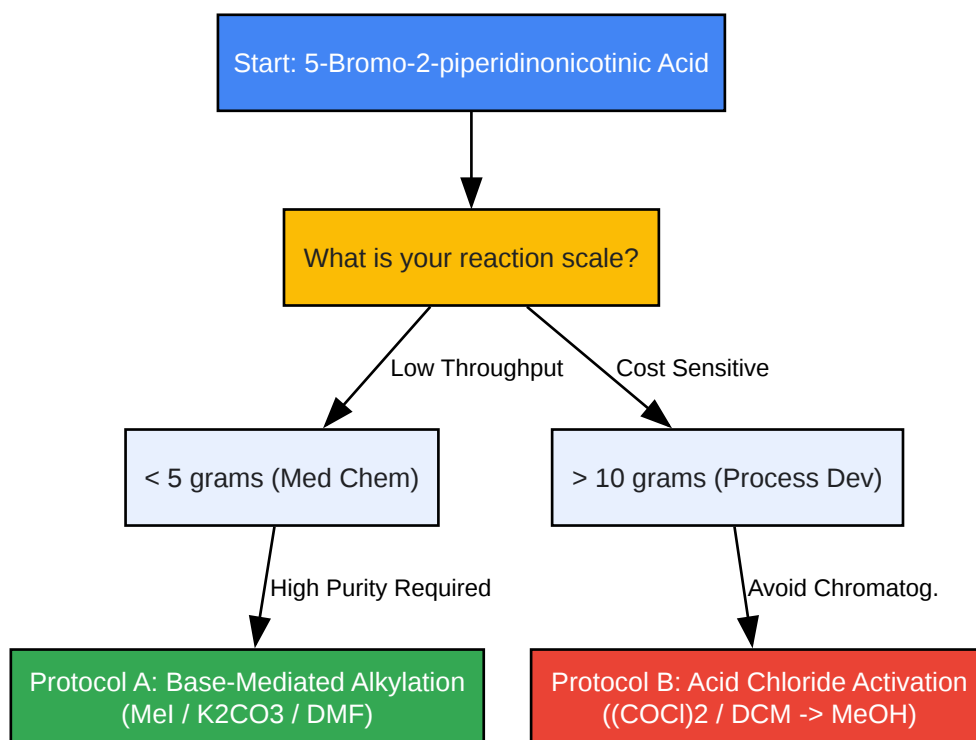 Start: 5-Bromo-2-piperidinonicotinic Acid
What is your reaction scale?
Low Throughput
Cost Sensitive
< 5 grams (Med Chem)
> 10 grams (Process Dev)
High Purity Required
Avoid Chromatog.
Protocol A: Base-Mediated Alkylation
(MeI / K2CO3 / DMF)
Protocol B: Acid Chloride Activation
((COCl)2 / DCM -> MeOH)